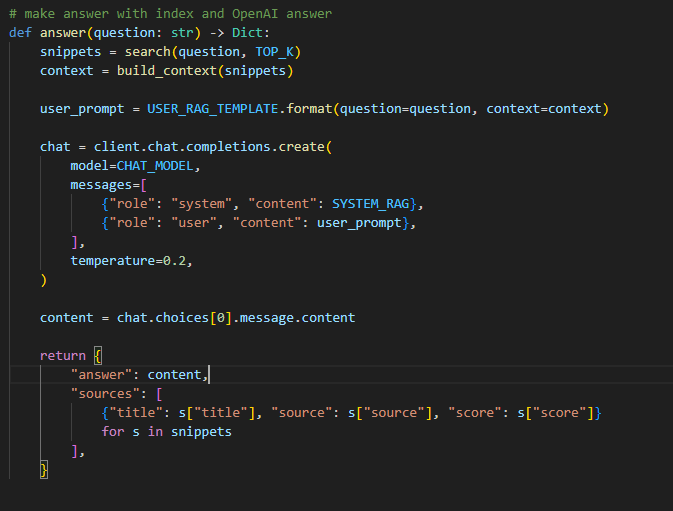 # make answer with index and OpenAI answer
def answer(question: str) -> Dict:
    snippets = search(question, TOP_K)
    context = build_context(snippets)

    user_prompt = USER_RAG_TEMPLATE.format(question=question, context=context)

    chat = client.chat.completions.create(
        model=CHAT_MODEL,
        messages=[
            {"role": "system", "content": SYSTEM_RAG},
            {"role": "user", "content": user_prompt},
        ],
        temperature=0.2,
    )

    content = chat.choices[0].message.content

    return {
        "answer": content,
        "sources": [
            {"title": s["title"], "source": s["source"], "score": s["score"]}
            for s in snippets
        ],
    }